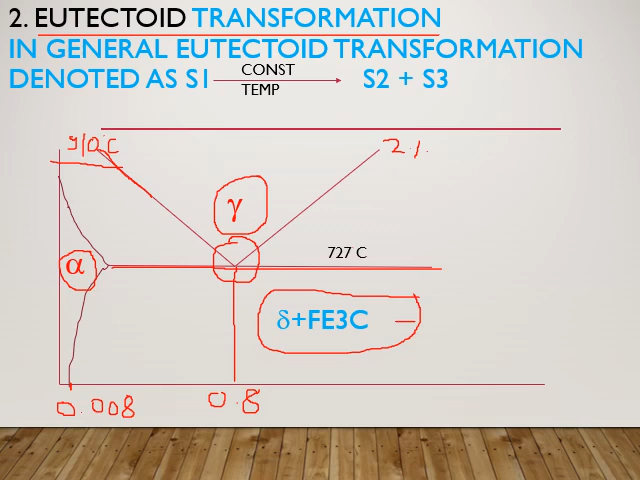 2. EUTECTOID TRANSFORMATION
IN GENERAL EUTECTOID TRANSFORMATION
DENOTED AS S1 CONST TEMP S2 + S3
910°C
2.1.
γ
727 C
α
δ+FE3C
0.008
0.8